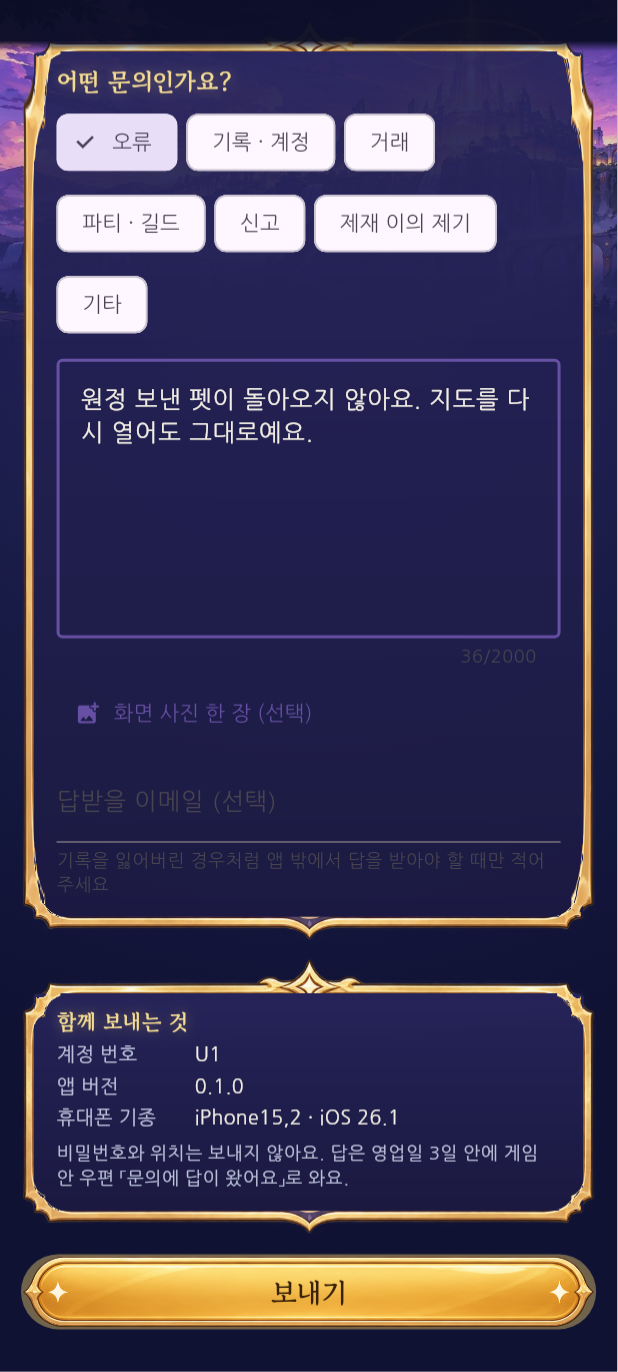 어떤 문의인가요?
오류
기록 · 계정
거래
파티 · 길드
신고
제재 이의 제기
기타
원정 보낸 펫이 돌아오지 않아요. 지도를 다
시 열어도 그대로예요.
36/2000
화면 사진 한 장 (선택)
답받을 이메일 (선택)
기록을 잃어버린 경우처럼 앱 밖에서 답을 받아야 할 때만 적어
주세요
함께 보내는 것
계정 번호 U1
앱 버전 0.1.0
휴대폰 기종 iPhone15,2 · iOS 26.1
비밀번호와 위치는 보내지 않아요. 답은 영업일 3일 안에 게임
안 우편 「문의에 답이 왔어요」로 와요.
보내기